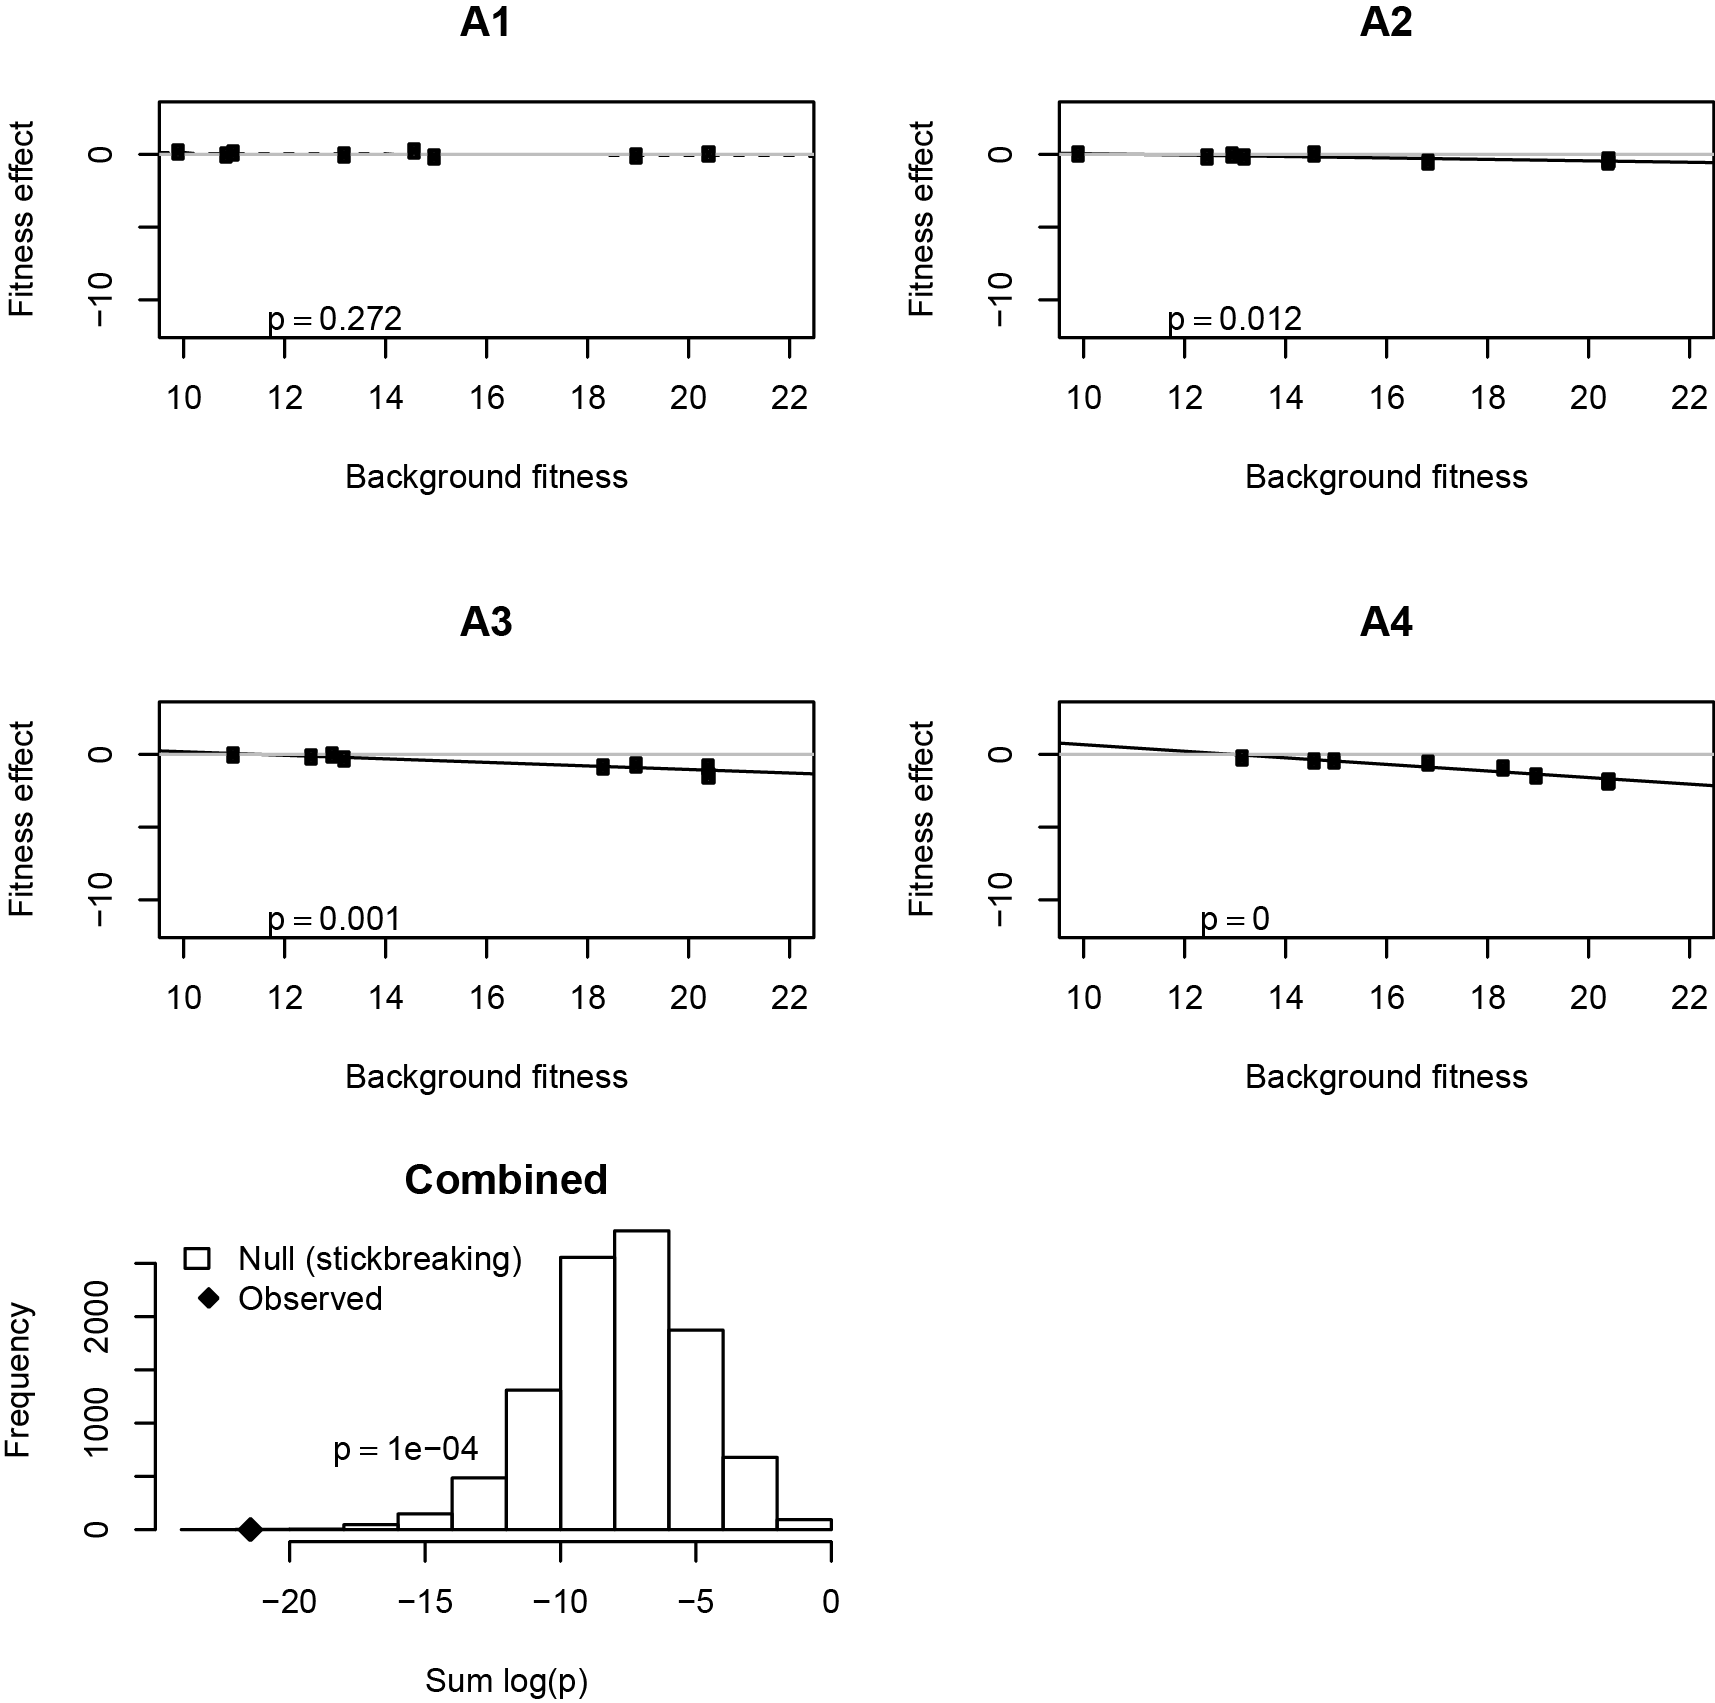 A1
Fitness effect
0
−10
p = 0.272
10 12 14 16 18 20 22
Background fitness
A2
Fitness effect
0
−10
p = 0.012
10 12 14 16 18 20 22
Background fitness
A3
Fitness effect
0
−10
p = 0.001
10 12 14 16 18 20 22
Background fitness
A4
Fitness effect
0
−10
p = 0
10 12 14 16 18 20 22
Background fitness
Combined
Null (stickbreaking)
Observed
Frequency
2000
1000
0
p = 1e−04
−20 −15 −10 −5 0
Sum log(p)